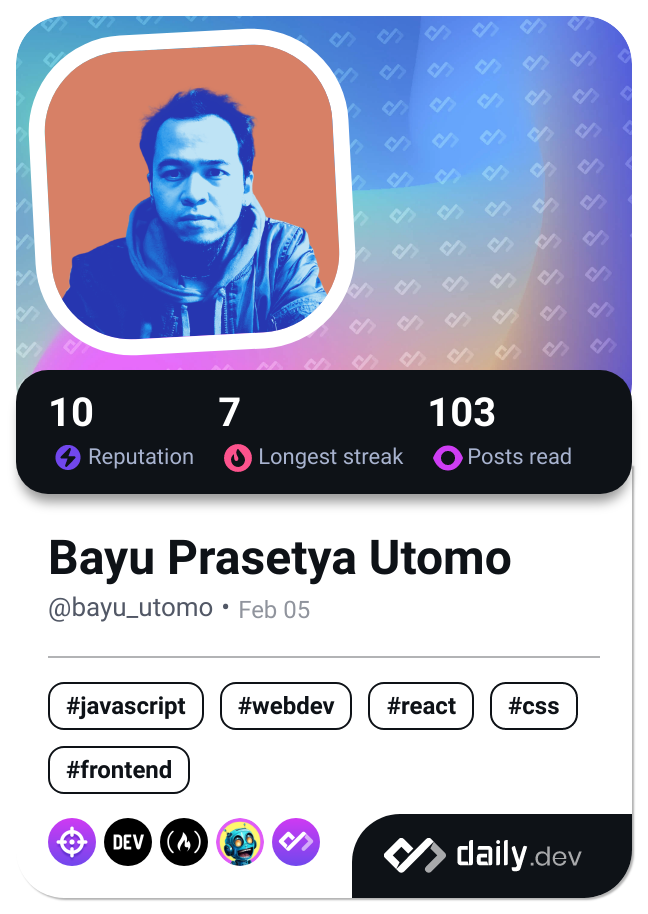 10 7 103
Reputation Longest streak Posts read
Bayu Prasetya Utomo
@bayu_utomo • Feb 05
#javascript #webdev #react #css
#frontend
DEV
daily.dev